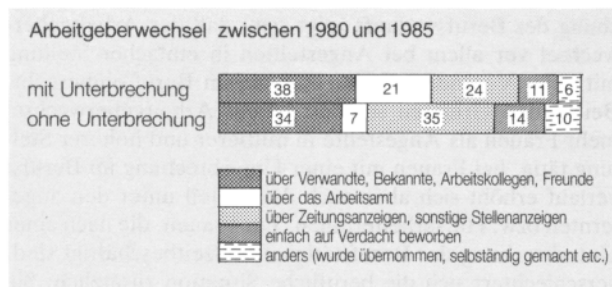 Arbeitgeberwechsel zwischen 1980 und 1985
mit Unterbrechung 38 21 24 11 6
ohne Unterbrechung 34 7 35 14 10
über Verwandte, Bekannte, Arbeitskollegen, Freunde
über das Arbeitsamt
über Zeitungsanzeigen, sonstige Stellenanzeigen
einfach auf Verdacht beworben
anders (wurde übernommen, selbständig gemacht etc.)